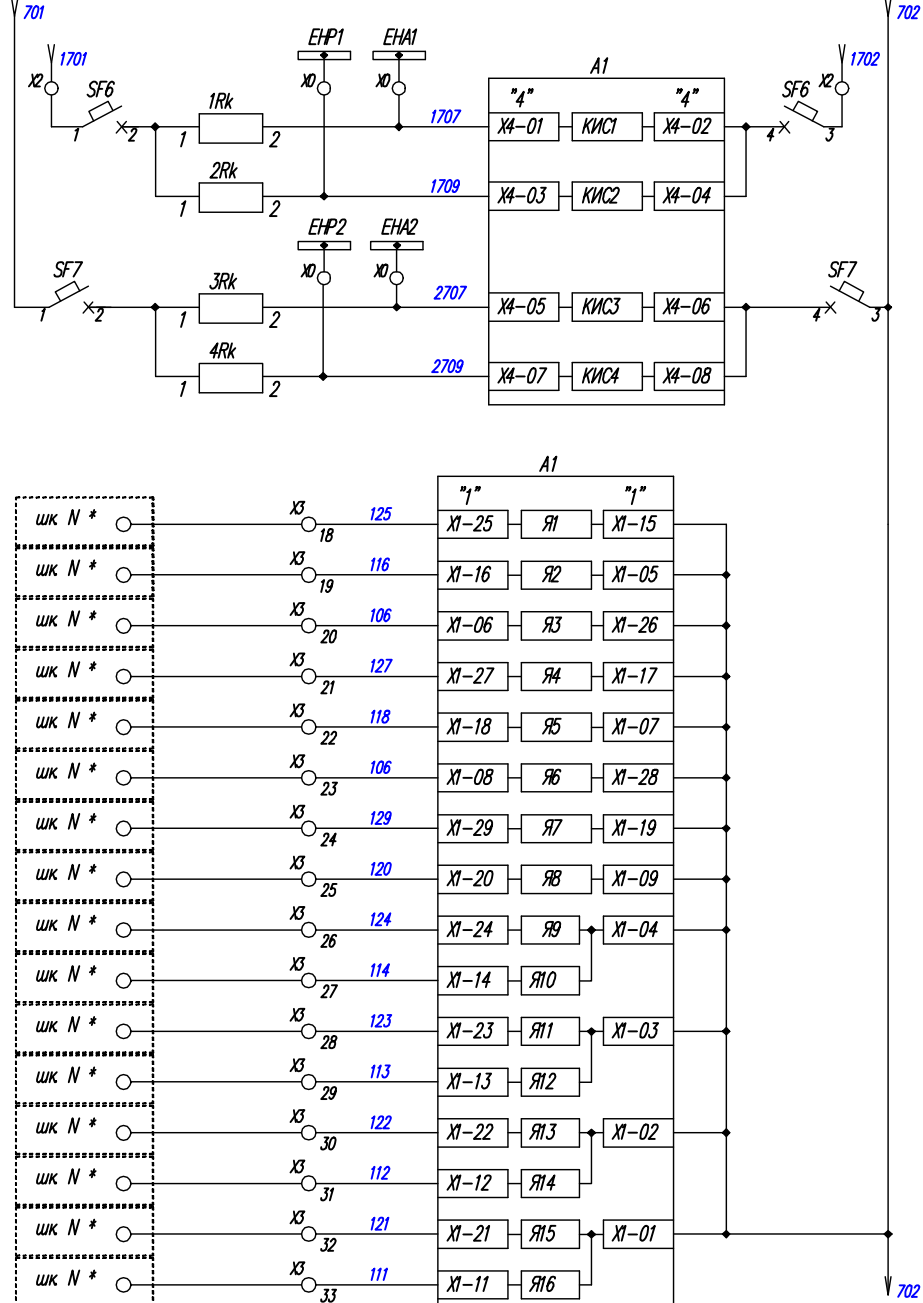 701 702
EHP1 EHA1
1701 A1 1702
X2 SF6 X0 X0 "4" "4" SF6 X2
1Rk 1707 X4-01 КИС1 X4-02
1 2 1 2 4 3
2Rk 1709 X4-03 КИС2 X4-04
1 2
EHP2 EHA2
SF7 X0 X0 SF7
3Rk 2707 X4-05 КИС3 X4-06
1 2 1 2 4 3
4Rk 2709 X4-07 КИС4 X4-08
1 2
A1
"1" "1"
шк N * X3 18 125 X1-25 Я1 X1-15
шк N * X3 19 116 X1-16 Я2 X1-05
шк N * X3 20 106 X1-06 Я3 X1-26
шк N * X3 21 127 X1-27 Я4 X1-17
шк N * X3 22 118 X1-18 Я5 X1-07
шк N * X3 23 106 X1-08 Я6 X1-28
шк N * X3 24 129 X1-29 Я7 X1-19
шк N * X3 25 120 X1-20 Я8 X1-09
шк N * X3 26 124 X1-24 Я9 X1-04
шк N * X3 27 114 X1-14 Я10
шк N * X3 28 123 X1-23 Я11 X1-03
шк N * X3 29 113 X1-13 Я12
шк N * X3 30 122 X1-22 Я13 X1-02
шк N * X3 31 112 X1-12 Я14
шк N * X3 32 121 X1-21 Я15 X1-01
шк N * X3 33 111 X1-11 Я16
702